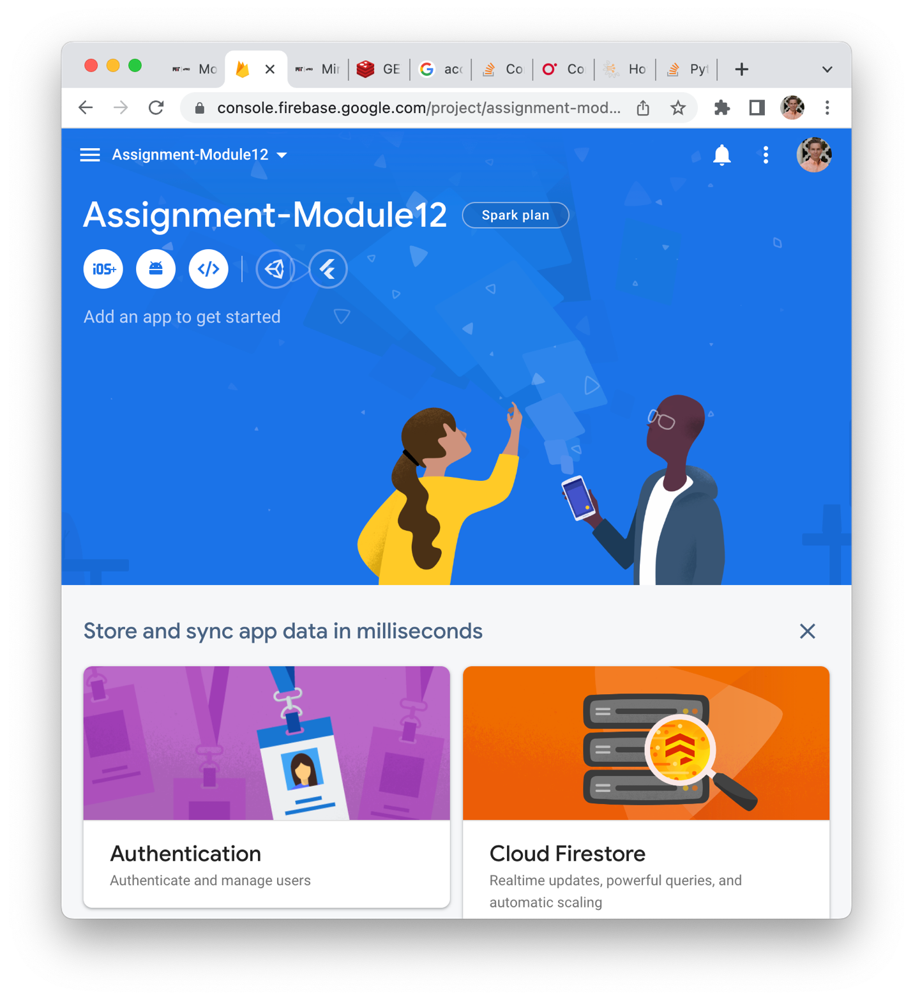 Mo
Mir
GE
acc
Co
Co
Ho
Pyt
console.firebase.google.com/project/assignment-mod...
Assignment-Module12
Assignment-Module12
Spark plan
iOS+
</>
Add an app to get started
Store and sync app data in milliseconds
Authentication
Authenticate and manage users
Cloud Firestore
Realtime updates, powerful queries, and
automatic scaling